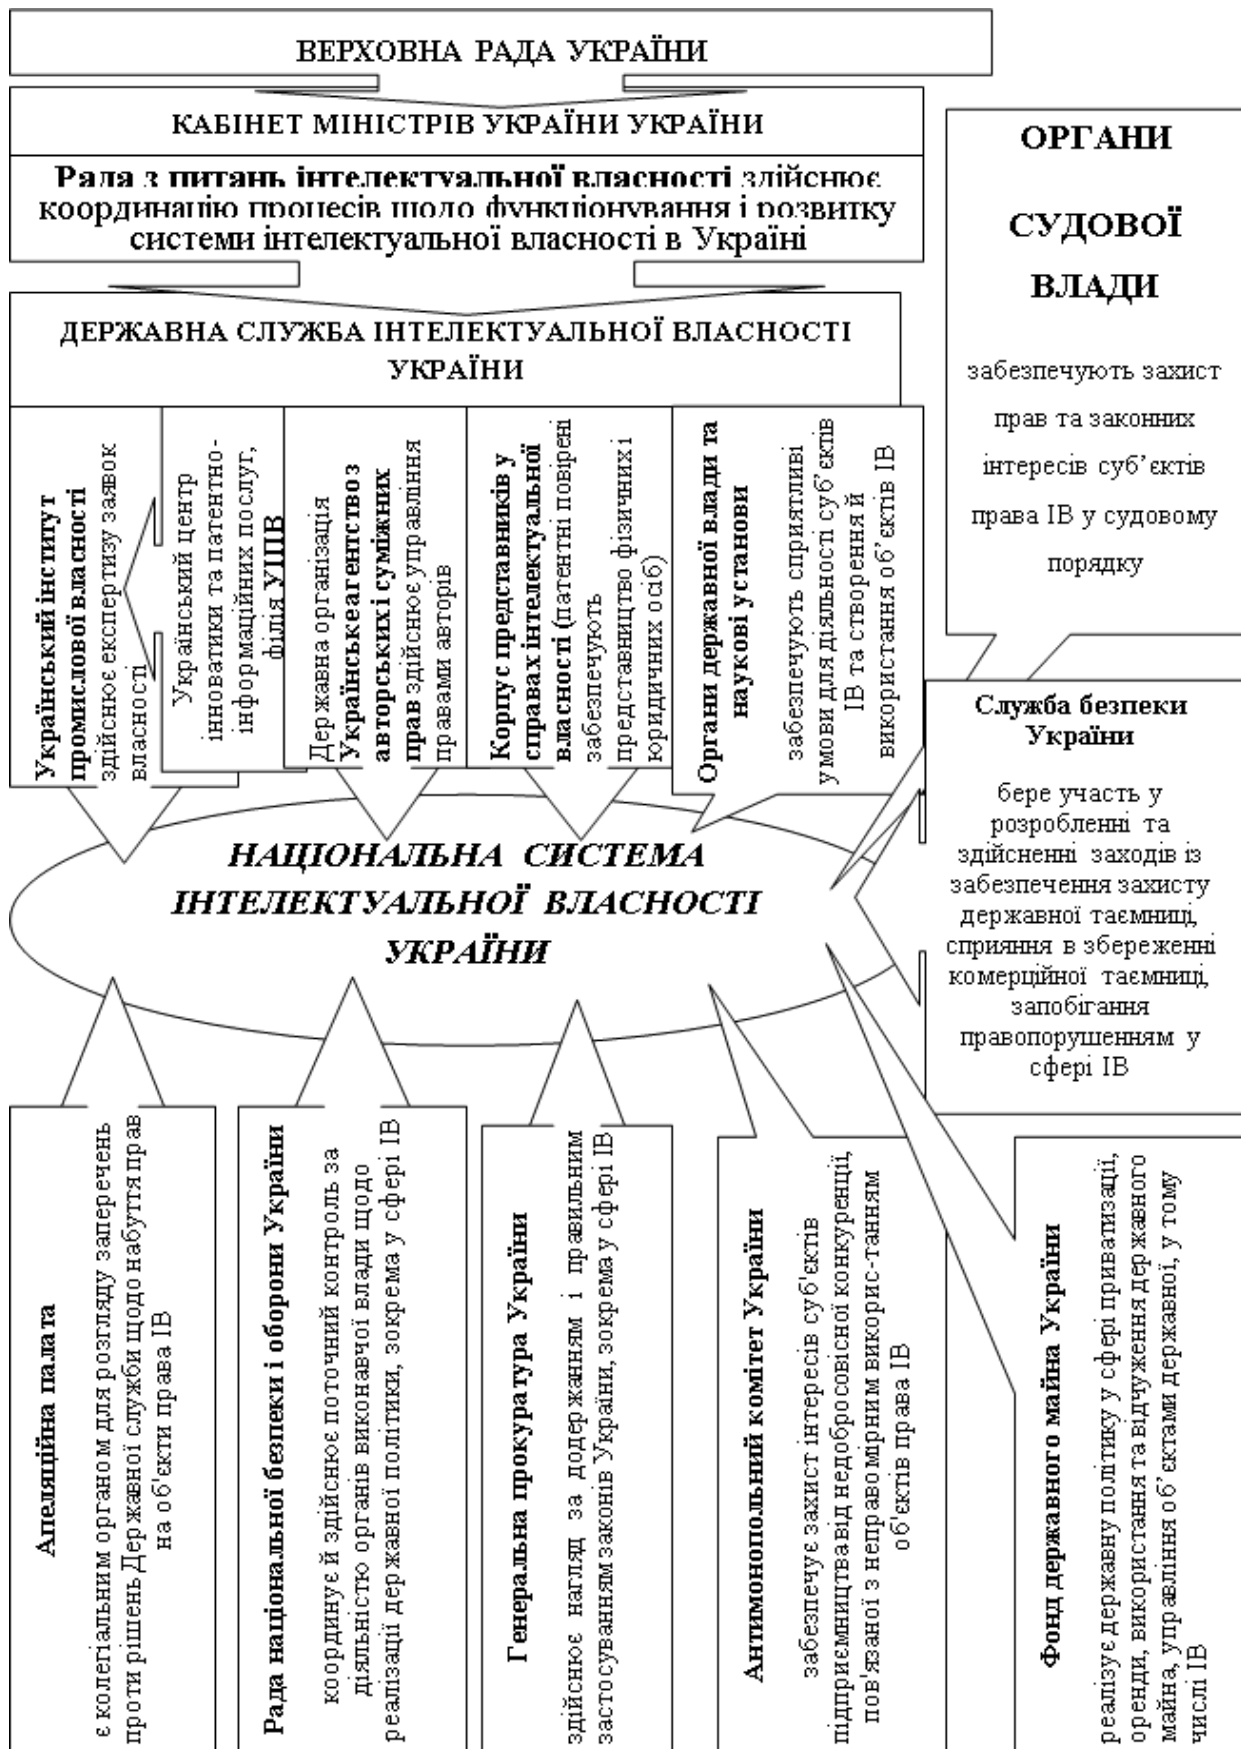 ВЕРХОВНА РАДА УКРАЇНИ
КАБІНЕТ МІНІСТРІВ УКРАЇНИ УКРАЇНИ
Рада з питань інтелектуальної власності здійснює
координацію процесів щодо функціонування і розвитку
системи інтелектуальної власності в Україні
ДЕРЖАВНА СЛУЖБА ІНТЕЛЕКТУАЛЬНОЇ ВЛАСНОСТІ
УКРАЇНИ
ОРГАНИ
СУДОВОЇ
ВЛАДИ
забезпечують захист
прав та законних
інтересів суб’єктів
права ІВ у судовому
порядку
Український інститут
промислової власності
здійснює експертизу заявок
власності
Український центр
інноватики та патентно-
інформаційних послуг,
філія УІПВ
Державна організація
Українське агентство з
авторських і суміжних
прав здійснює управління
правами авторів
Корпус представників у
справах інтелектуальної
власності (патентні повірені
забезпечують
представництво фізичних і
юридичних осіб)
Органи державної влади та
наукові установи
забезпечують сприятливі
умови для діяльності суб’єктів
ІВ та створення й
використання об’єктів ІВ
Служба безпеки
України
бере участь у
розробленні та
здійсненні заходів із
забезпечення захисту
державної таємниці,
сприяння в збереженні
комерційної таємниці,
запобігання
правопорушенням у
сфері ІВ
НАЦІОНАЛЬНА СИСТЕМА
ІНТЕЛЕКТУАЛЬНОЇ ВЛАСНОСТІ
УКРАЇНИ
Апеляційна палата
є колегіальним органом для розгляду заперечень
проти рішень Державної служби щодо набуття прав
на об'єкти права ІВ
Рада національної безпеки і оборони України
координує й здійснює поточний контроль за
діяльністю органів виконавчої влади щодо
реалізації державної політики, зокрема у сфері ІВ
Генеральна прокуратура України
здійснює нагляд за додержанням і правильним
застосуванням законів України, зокрема у сфері ІВ
Антимонопольний комітет України
забезпечує захист інтересів суб'єктів
підприємництва від недобросовісної конкуренції,
пов'язаної з неправомірним викорис-танням
об'єктів права ІВ
Фонд державного майна України
реалізує державну політику у сфері приватизації,
оренди, використання та відчуження державного
майна, управління об’єктами державної, у тому
числі ІВ